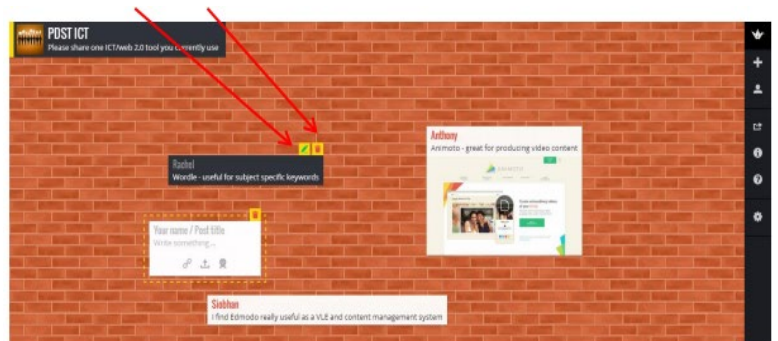 PDST ICT
Please share one ICT/web 2.0 tool you currently use
Anthony
Animoto - great for producing video content
Rachel
Wordle - useful for subject specific keywords
Your name / Post title
Write something...
Siobhan
I find Edmodo really useful as a VLE and content management system